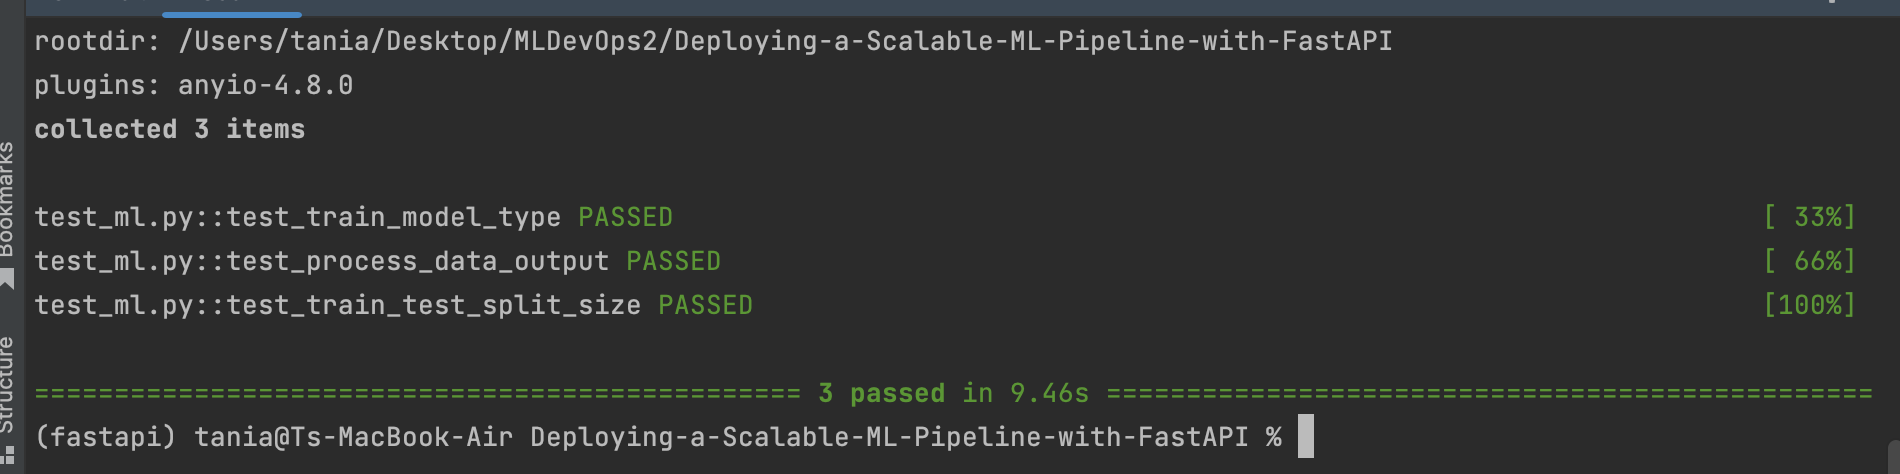 rootdir: /Users/tania/Desktop/MLDevOps2/Deploying-a-Scalable-ML-Pipeline-with-FastAPI
plugins: anyio-4.8.0
collected 3 items
test_ml.py::test_train_model_type PASSED [ 33%]
test_ml.py::test_process_data_output PASSED [ 66%]
test_ml.py::test_train_test_split_size PASSED [100%]
================================================ 3 passed in 9.46s ================================================
(fastapi) tania@Ts-MacBook-Air Deploying-a-Scalable-ML-Pipeline-with-FastAPI %
Bookmarks
Structure